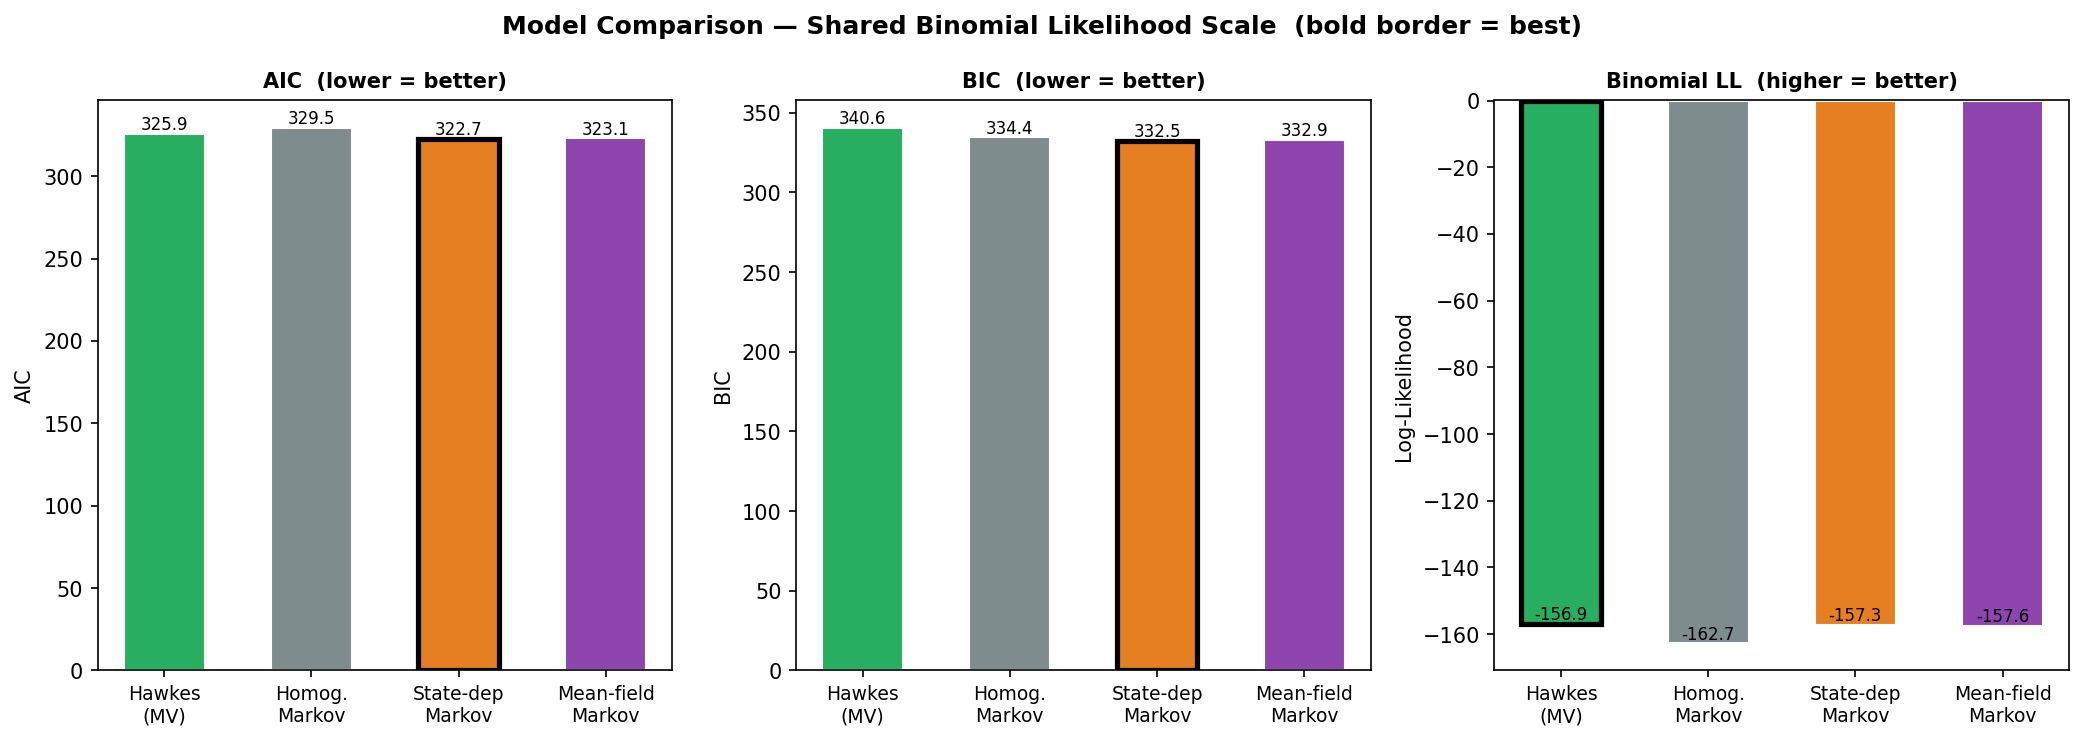 Model Comparison — Shared Binomial Likelihood Scale  (bold border = best)
AIC  (lower = better)
325.9
329.5
322.7
323.1
300
250
200
150
100
50
0
AIC
Hawkes
(MV)
Homog.
Markov
State-dep
Markov
Mean-field
Markov
BIC  (lower = better)
340.6
334.4
332.5
332.9
350
300
250
200
150
100
50
0
BIC
Hawkes
(MV)
Homog.
Markov
State-dep
Markov
Mean-field
Markov
Binomial LL  (higher = better)
0
−20
−40
−60
−80
−100
−120
−140
−160
Log-Likelihood
-156.9
-162.7
-157.3
-157.6
Hawkes
(MV)
Homog.
Markov
State-dep
Markov
Mean-field
Markov